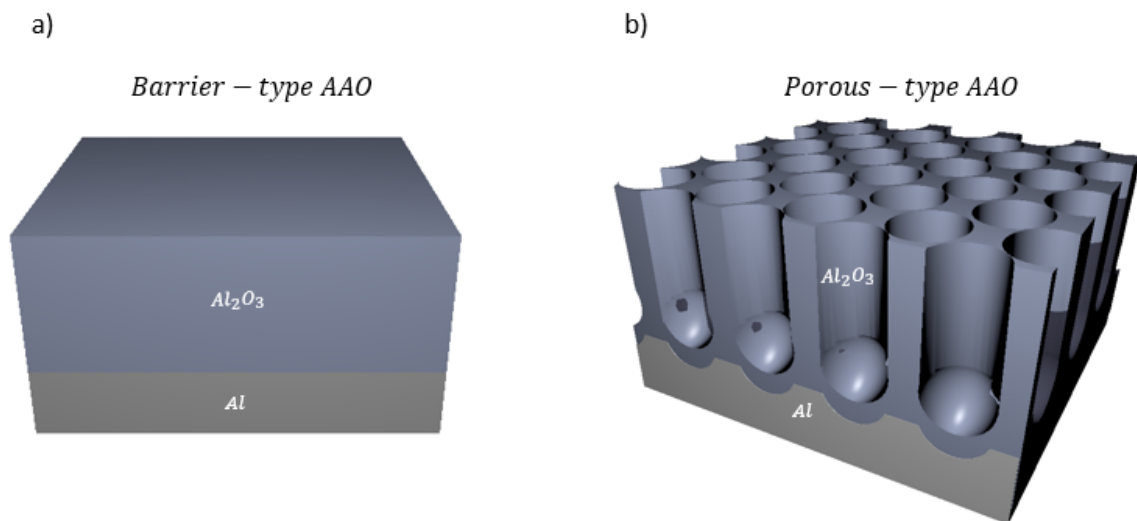 a)
Barrier − type AAO
Al₂O₃
Al
b)
Porous − type AAO
Al₂O₃
Al